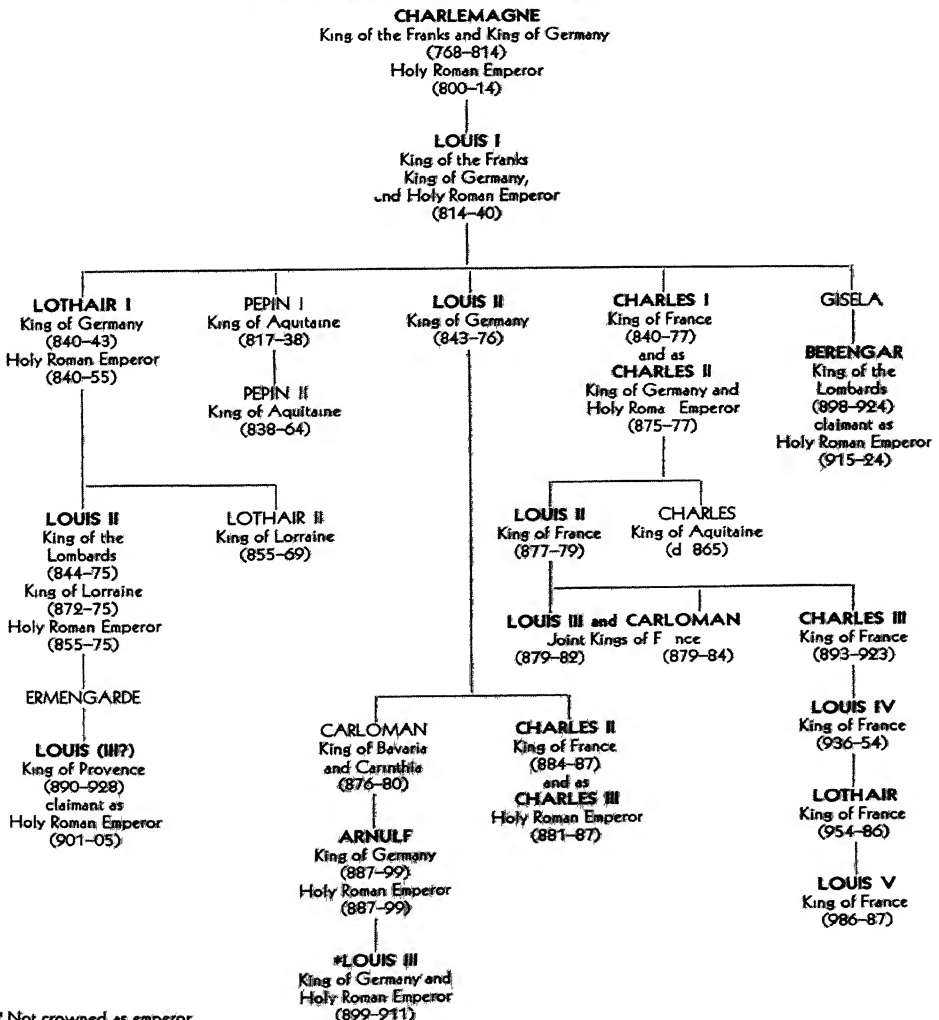 CHARLEMAGNE
King of the Franks and King of Germany
(768–814)
Holy Roman Emperor
(800–14)
LOUIS I
King of the Franks
King of Germany,
and Holy Roman Emperor
(814–40)
LOTHAIR I
King of Germany
(840–43)
Holy Roman Emperor
(840–55)
PEPIN I
King of Aquitaine
(817–38)
PEPIN II
King of Aquitaine
(838–64)
LOUIS II
King of Germany
(843–76)
CHARLES I
King of France
(840–77)
and as
CHARLES II
King of Germany and
Holy Roma Emperor
(875–77)
GISELA
BERENGAR
King of the
Lombards
(898–924)
claimant as
Holy Roman Emperor
(915–24)
LOUIS II
King of the
Lombards
(844–75)
King of Lorraine
(872–75)
Holy Roman Emperor
(855–75)
LOTHAIR II
King of Lorraine
(855–69)
LOUIS II
King of France
(877–79)
CHARLES
King of Aquitaine
(d 865)
ERMENGARDE
LOUIS (III?)
King of Provence
(890–928)
claimant as
Holy Roman Emperor
(901–05)
LOUIS III and CARLOMAN
Joint Kings of F nce
(879–82) (879–84)
CHARLES III
King of France
(893–923)
CARLOMAN
King of Bavaria
and Carinthia
(876–80)
CHARLES II
King of France
(884–87)
and as
CHARLES III
Holy Roman Emperor
(881–87)
LOUIS IV
King of France
(936–54)
ARNULF
King of Germany
(887–99)
Holy Roman Emperor
(887–99)
LOTHAIR
King of France
(954–86)
LOUIS V
King of France
(986–87)
*LOUIS III
King of Germany and
Holy Roman Emperor
(899–911)
* Not crowned as emperor